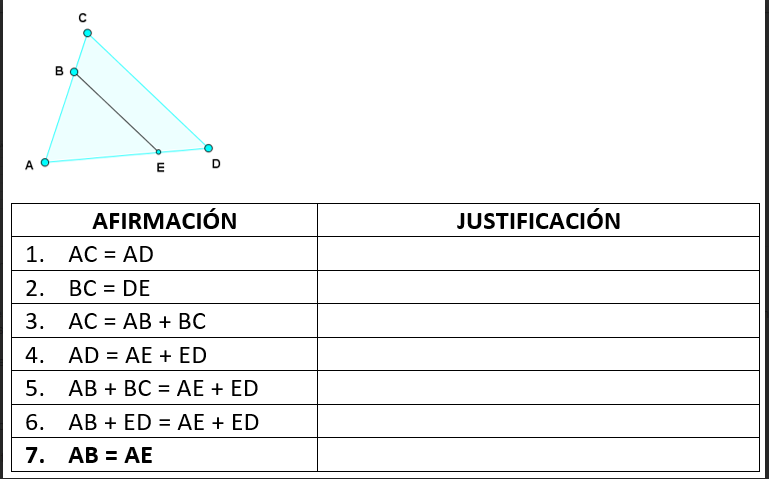 C
B
A
E
D
AFIRMACIÓN JUSTIFICACIÓN
1. AC = AD
2. BC = DE
3. AC = AB + BC
4. AD = AE + ED
5. AB + BC = AE + ED
6. AB + ED = AE + ED
7. AB = AE